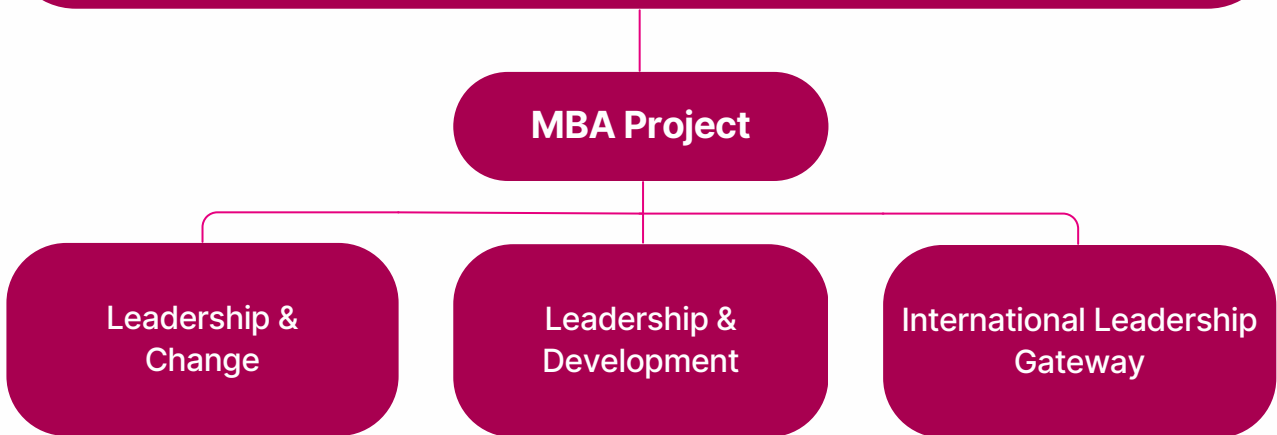 MBA Project
Leadership &
Change
Leadership &
Development
International Leadership
Gateway